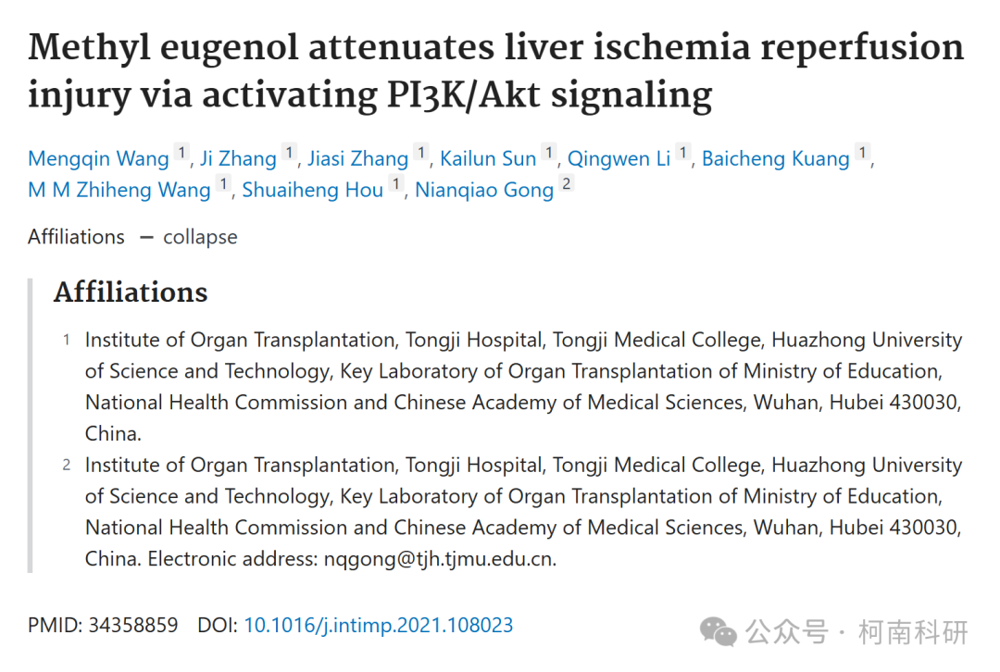 Methyl eugenol attenuates liver ischemia reperfusion
injury via activating PI3K/Akt signaling
Mengqin Wang 1, Ji Zhang 1, Jiasi Zhang 1, Kailun Sun 1, Qingwen Li 1, Baicheng Kuang 1,
M M Zhiheng Wang 1, Shuaiheng Hou 1, Nianqiao Gong 2
Affiliations — collapse
Affiliations
1 Institute of Organ Transplantation, Tongji Hospital, Tongji Medical College, Huazhong University
of Science and Technology, Key Laboratory of Organ Transplantation of Ministry of Education,
National Health Commission and Chinese Academy of Medical Sciences, Wuhan, Hubei 430030,
China.
2 Institute of Organ Transplantation, Tongji Hospital, Tongji Medical College, Huazhong University
of Science and Technology, Key Laboratory of Organ Transplantation of Ministry of Education,
National Health Commission and Chinese Academy of Medical Sciences, Wuhan, Hubei 430030,
China. Electronic address: nqgong@tjh.tjmu.edu.cn.
PMID: 34358859 DOI: 10.1016/j.intimp.2021.108023
公众号 · 柯南科研